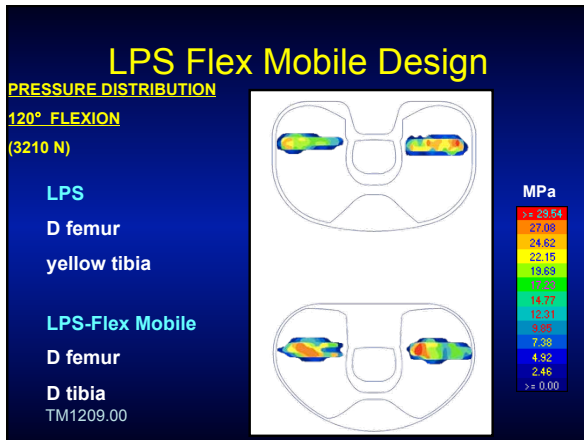 LPS Flex Mobile Design
PRESSURE DISTRIBUTION
120° FLEXION
(3210 N)
LPS
D femur
yellow tibia
LPS-Flex Mobile
D femur
D tibia
TM1209.00
MPa
>= 29.54
27.08
24.62
22.15
19.69
17.23
14.77
12.31
9.85
7.38
4.92
2.46
>= 0.00